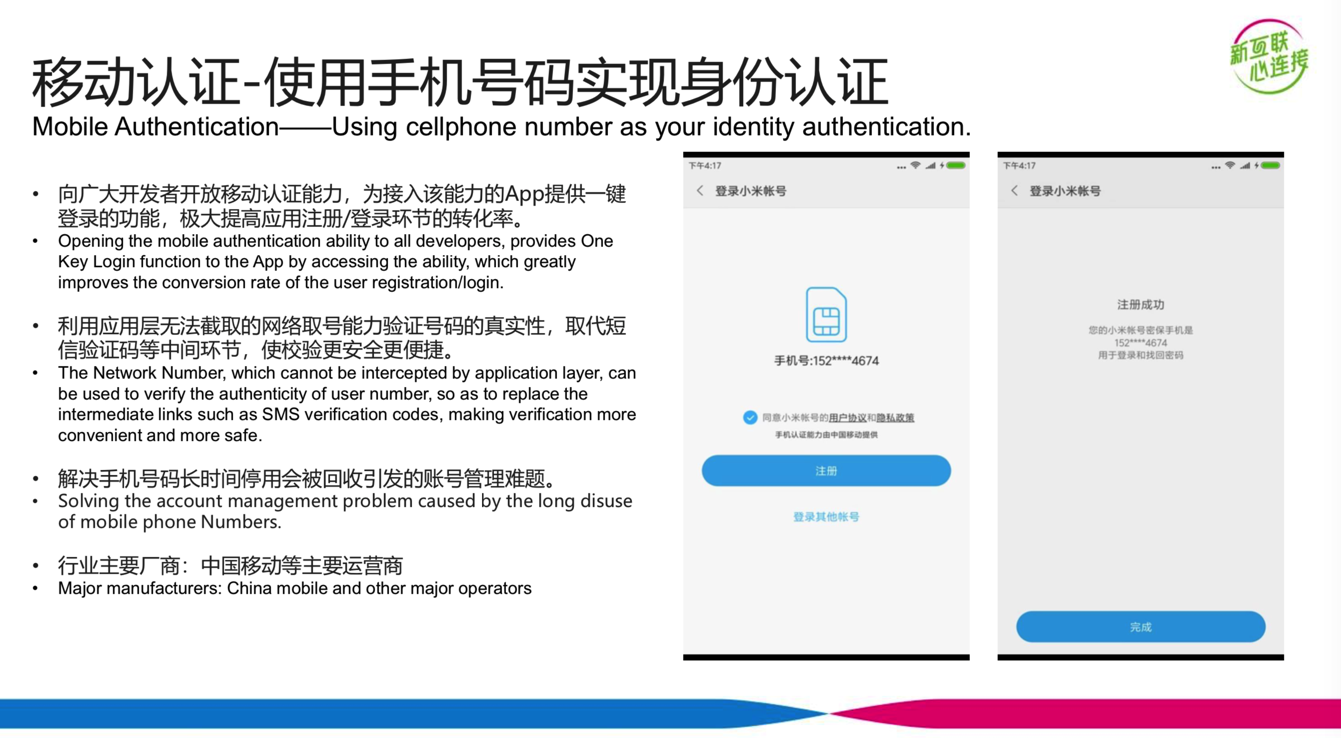 新互联
心连接
移动认证-使用手机号码实现身份认证
Mobile Authentication——Using cellphone number as your identity authentication.
• 向广大开发者开放移动认证能力，为接入该能力的App提供一键
登录的功能，极大提高应用注册/登录环节的转化率。
• Opening the mobile authentication ability to all developers, provides One
Key Login function to the App by accessing the ability, which greatly
improves the conversion rate of the user registration/login.
• 利用应用层无法截取的网络取号能力验证号码的真实性，取代短
信验证码等中间环节，使校验更安全更便捷。
• The Network Number, which cannot be intercepted by application layer, can
be used to verify the authenticity of user number, so as to replace the
intermediate links such as SMS verification codes, making verification more
convenient and more safe.
• 解决手机号码长时间停用会被回收引发的账号管理难题。
• Solving the account management problem caused by the long disuse
of mobile phone Numbers.
• 行业主要厂商：中国移动等主要运营商
• Major manufacturers: China mobile and other major operators
下午4:17
登录小米帐号
手机号:152****4674
同意小米帐号的用户协议和隐私政策
手机认证能力由中国移动提供
注册
登录其他帐号
下午4:17
登录小米帐号
注册成功
您的小米帐号密保手机是
152****4674
用于登录和找回密码
完成